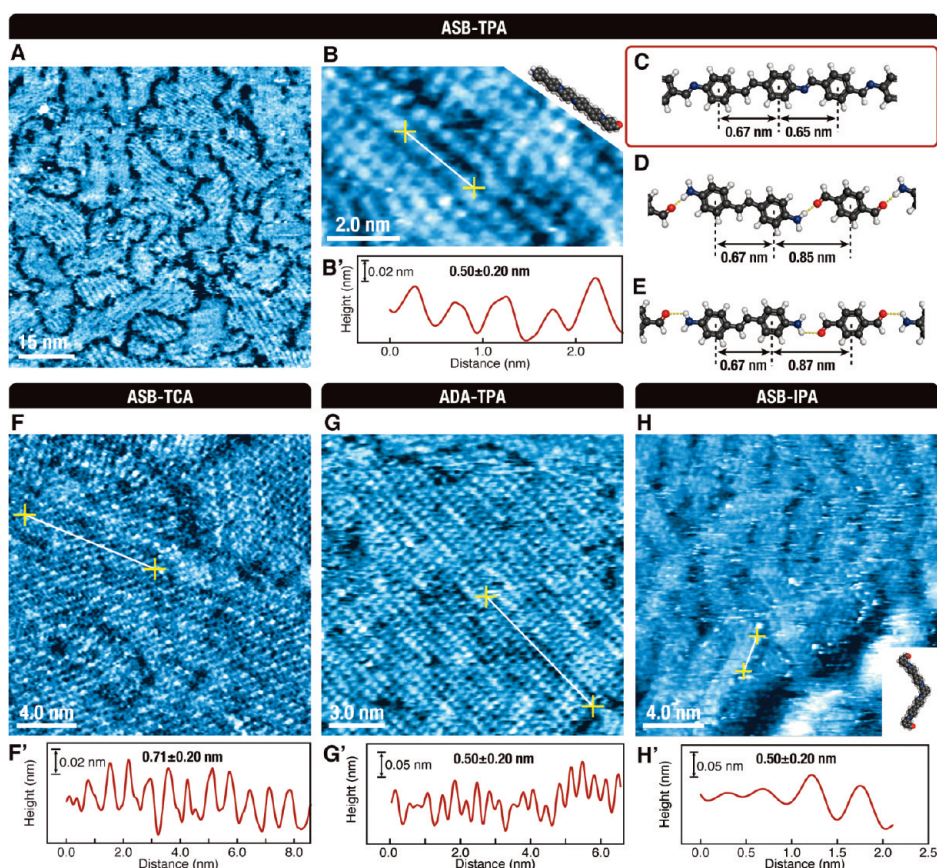 ASB-TPA
A
15 nm
B
2.0 nm
B'
0.02 nm
0.50±0.20 nm
Height (nm)
0.0 1.0 2.0
Distance (nm)
C
0.67 nm 0.65 nm
D
0.67 nm 0.85 nm
E
0.67 nm 0.87 nm
ASB-TCA
F
4.0 nm
F'
0.02 nm
0.71±0.20 nm
Height (nm)
0.0 2.0 4.0 6.0 8.0
Distance (nm)
ADA-TPA
G
3.0 nm
G'
0.05 nm
0.50±0.20 nm
Height (nm)
0.0 2.0 4.0 6.0
Distance (nm)
ASB-IPA
H
4.0 nm
H'
0.05 nm
0.50±0.20 nm
Height (nm)
0.0 0.5 1.0 1.5 2.0 2.5
Distance (nm)